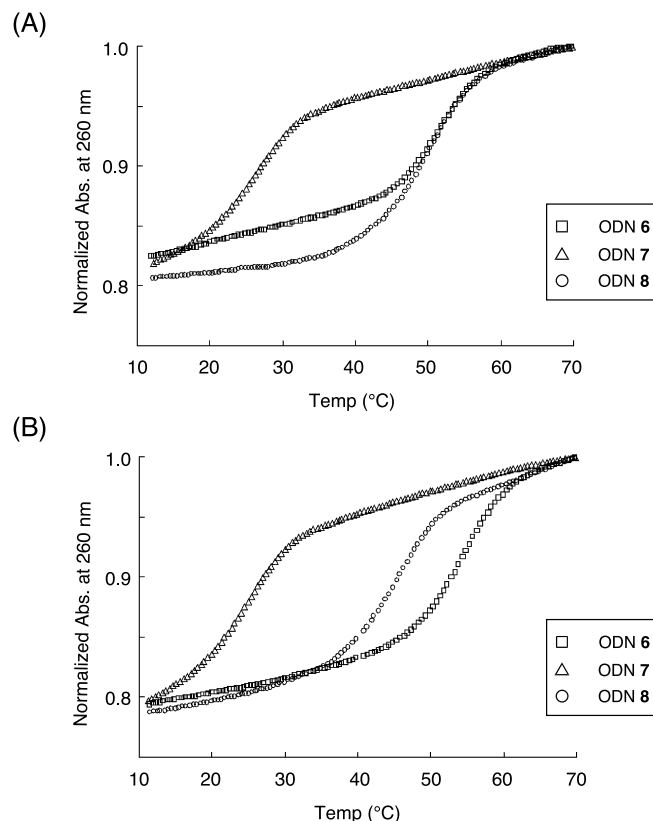 (A)
1.0
0.9
0.8
Normalized Abs. at 260 nm
10 20 30 40 50 60 70
Temp (°C)
ODN 6
ODN 7
ODN 8
(B)
1.0
0.9
0.8
Normalized Abs. at 260 nm
10 20 30 40 50 60 70
Temp (°C)
ODN 6
ODN 7
ODN 8